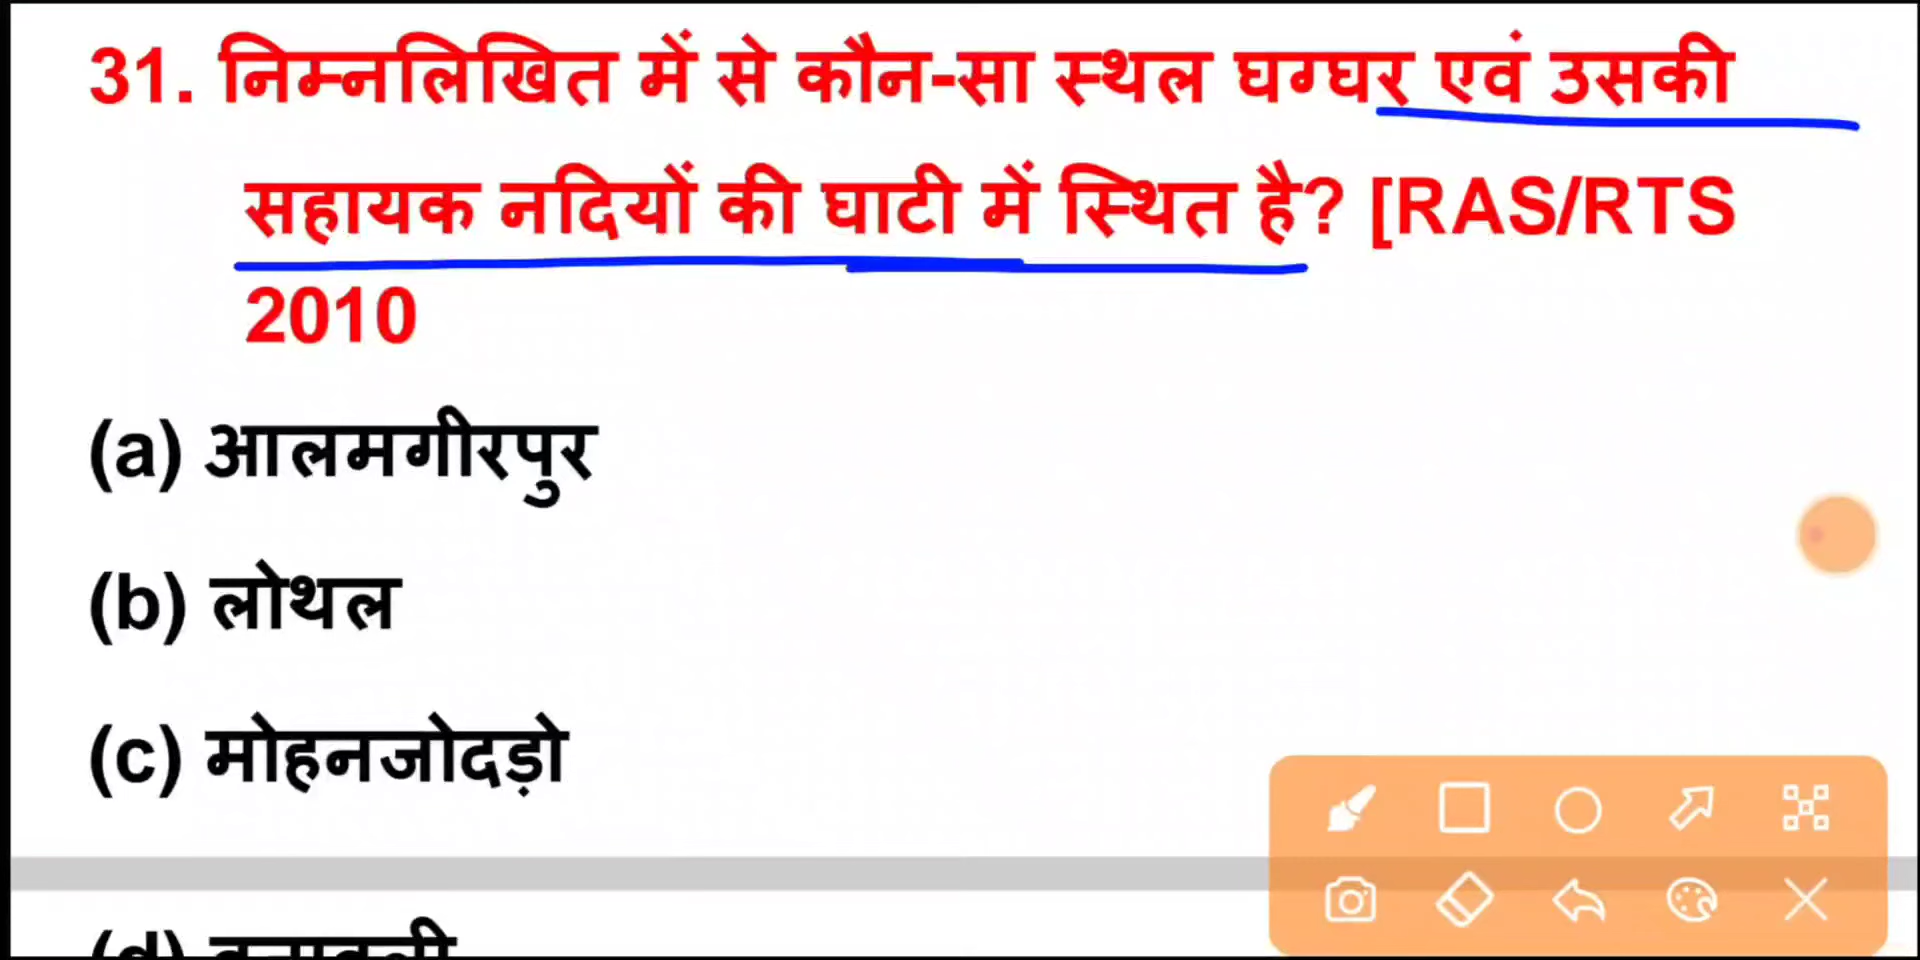 31. निम्नलिखित में से कौन-सा स्थल घग्घर एवं उसकी
सहायक नदियों की घाटी में स्थित है? [RAS/RTS
2010
(a) आलमगीरपुर
(b) लोथल
(c) मोहनजोदड़ो
(d)